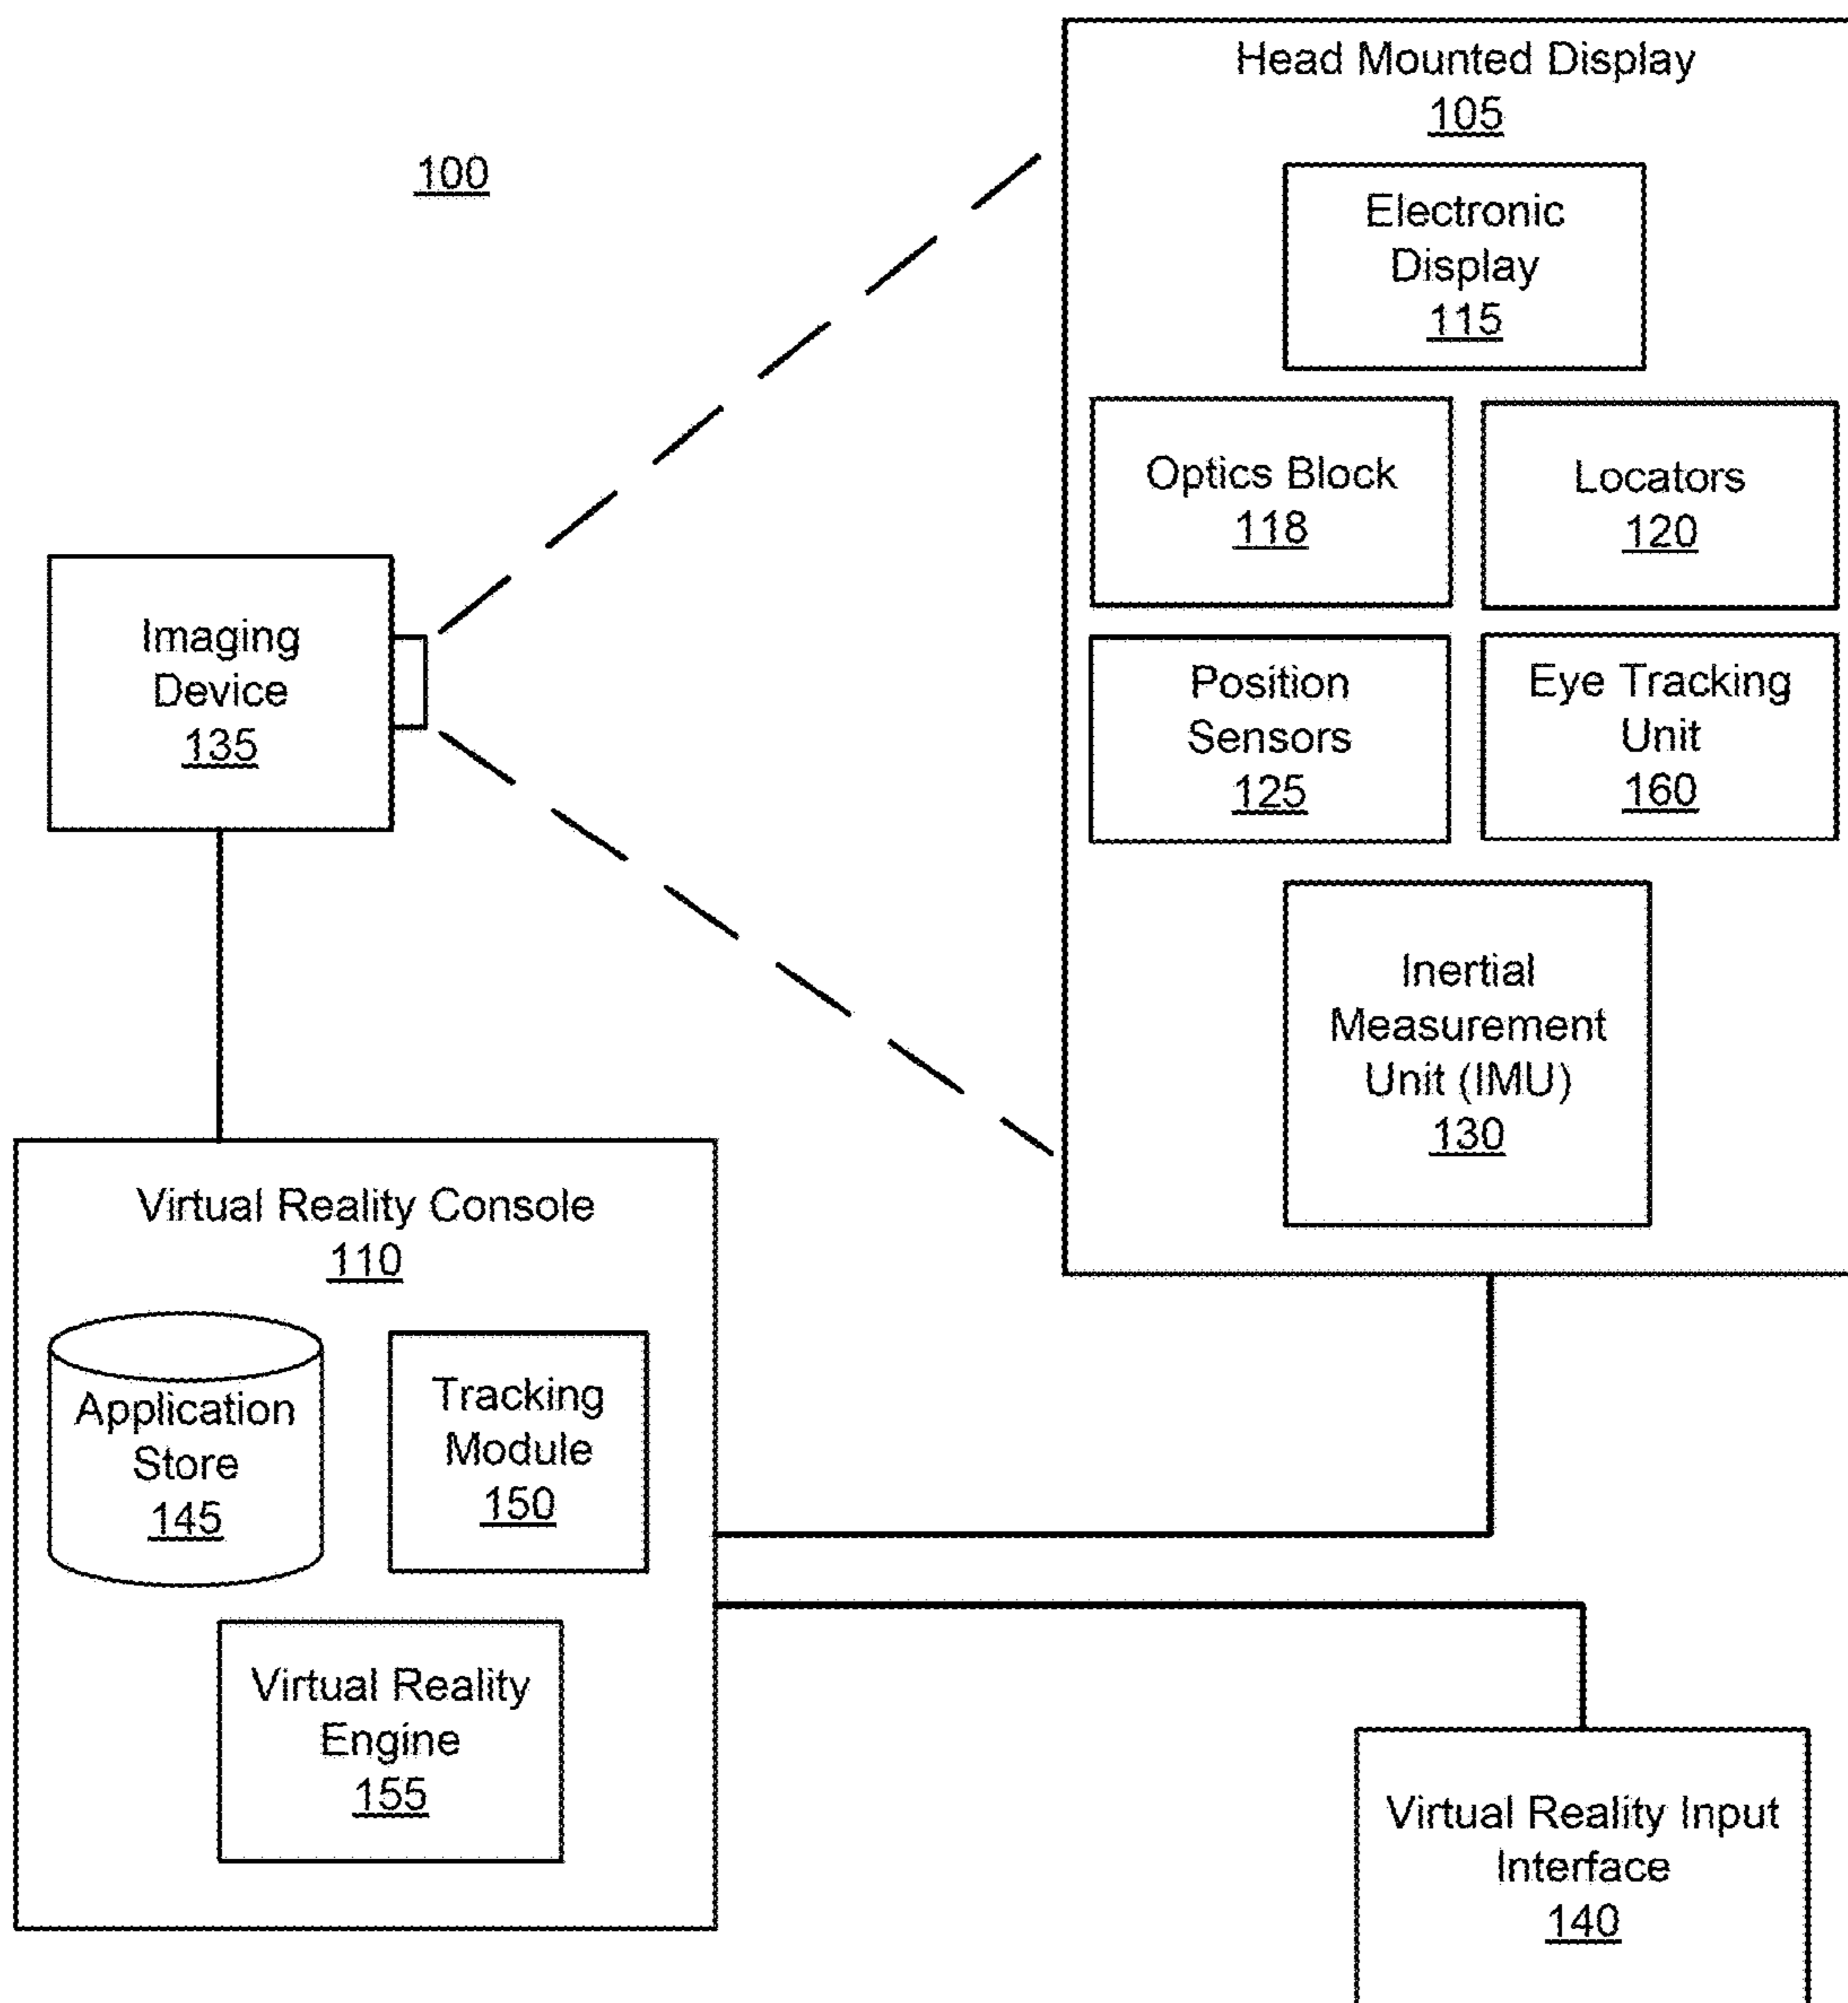 100
Head Mounted Display
105
Electronic
Display
115
Optics Block
118
Locators
120
Position
Sensors
125
Eye Tracking
Unit
160
Inertial
Measurement
Unit (IMU)
130
Imaging
Device
135
Virtual Reality Console
110
Application
Store
145
Tracking
Module
150
Virtual Reality
Engine
155
Virtual Reality Input
Interface
140